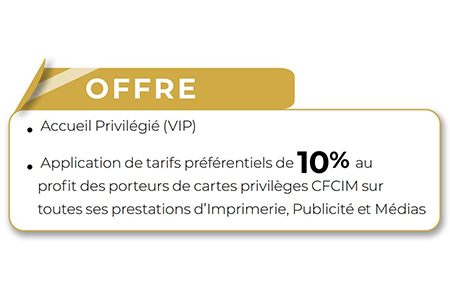 OFFRE
• Accueil Privilégié (VIP)
• Application de tarifs préférentiels de 10% au
profit des porteurs de cartes privilèges CFCIM sur
toutes ses prestations d'Imprimerie, Publicité et Médias